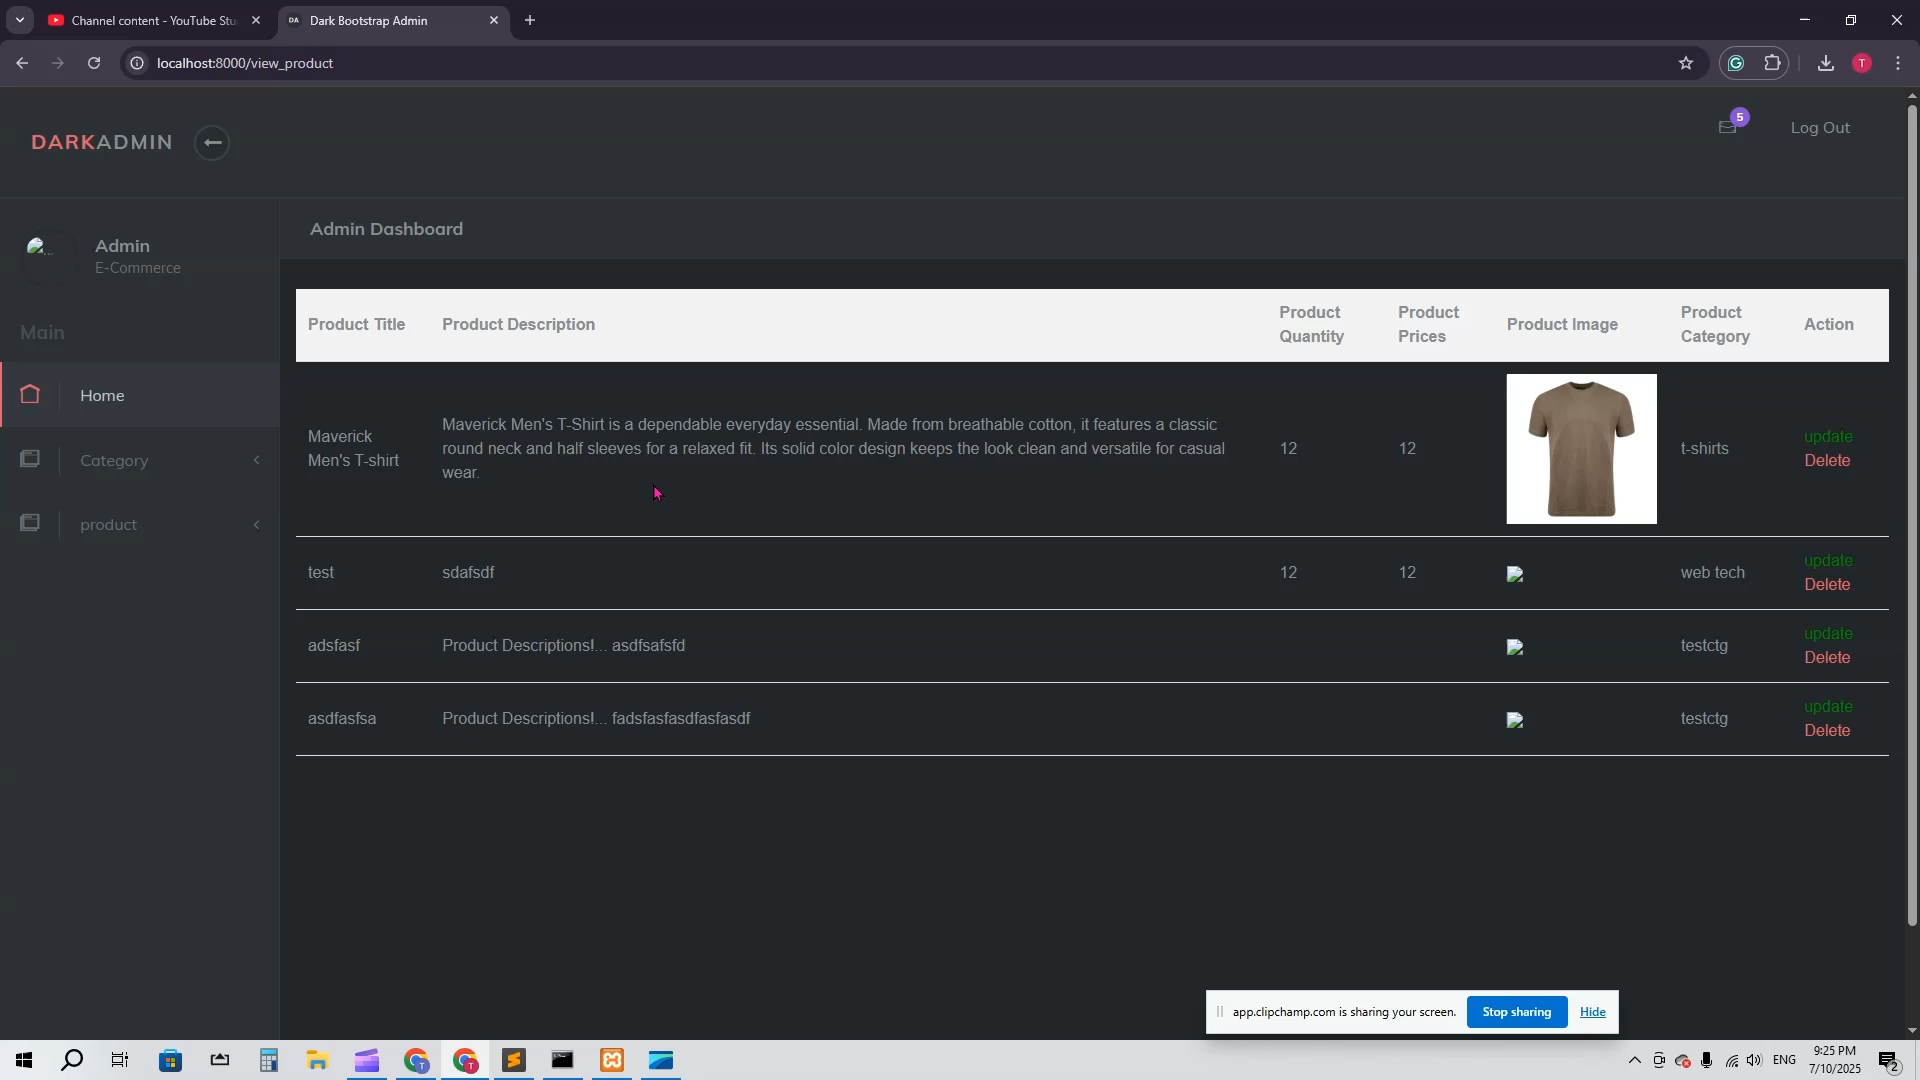 Channel content - YouTube Stu
Dark Bootstrap Admin
localhost:8000/view_product
T
DARKADMIN
5
Log Out
Admin
E-Commerce
Admin Dashboard
Main
Home
Category
product
Product Title
Product Description
Product
Quantity
Product
Prices
Product Image
Product
Category
Action
Maverick
Men's T-shirt
Maverick Men's T-Shirt is a dependable everyday essential. Made from breathable cotton, it features a classic
round neck and half sleeves for a relaxed fit. Its solid color design keeps the look clean and versatile for casual
wear.
12
12
t-shirts
update
Delete
test
sdafsdf
12
12
web tech
update
Delete
adsfasf
Product Descriptions!... asdfsafsfd
testctg
update
Delete
asdfasfsa
Product Descriptions!... fadsfasfasdfasfasdf
testctg
update
Delete
app.clipchamp.com is sharing your screen.
Stop sharing
Hide
ENG
9:25 PM
7/10/2025
2